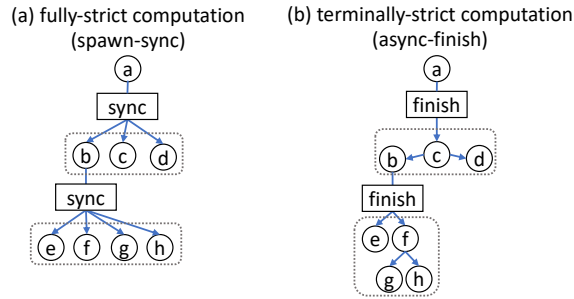 (a) fully-strict computation
(spawn-sync)
a
sync
b c d
sync
e f g h
(b) terminally-strict computation
(async-finish)
a
finish
b c d
finish
e f
g h